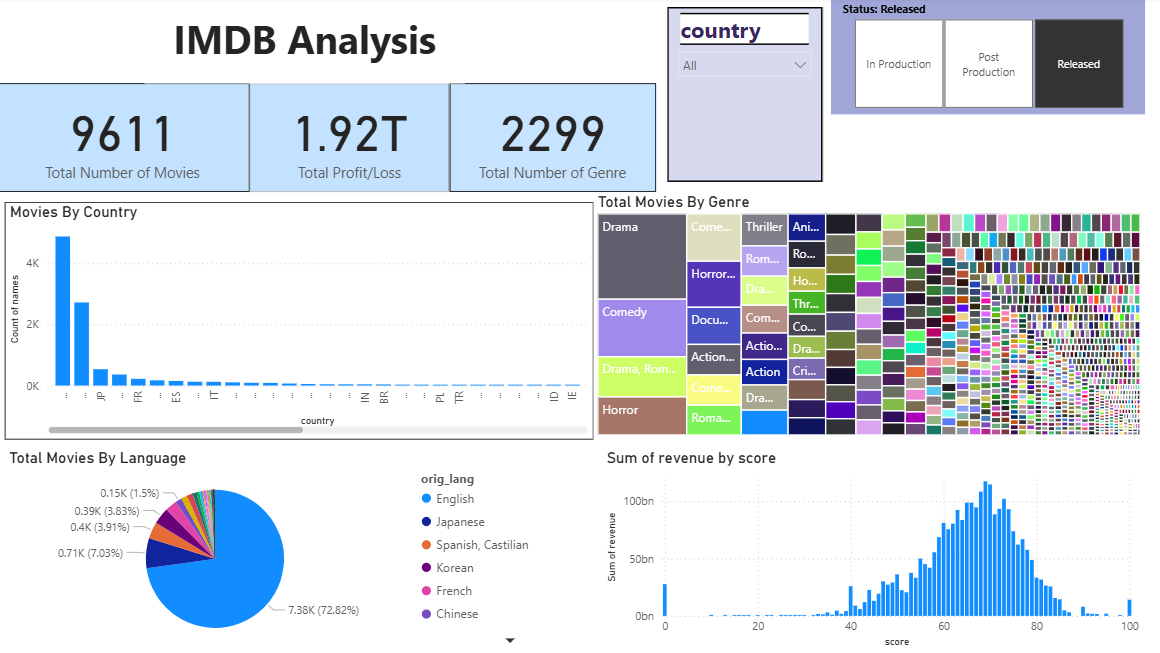 IMDB Analysis
country
All
Status: Released
In Production
Post
Production
Released
9611
Total Number of Movies
1.92T
Total Profit/Loss
2299
Total Number of Genre
Movies By Country
Count of names
4K
2K
0K
...
...
JP
...
FR
...
ES
...
IT
...
...
...
...
...
...
...
IN
BR
...
...
PL
TR
...
...
...
...
ID
IE
country
Total Movies By Genre
Drama
Comedy
Drama, Rom...
Horror
Come...
Horror...
Docu...
Action...
Come...
Roma...
Thriller
Rom...
Dra...
Com...
Actio...
Action
Dra...
Ani...
Ro...
Ho...
Thr...
Co...
Dra...
Cri...
Total Movies By Language
0.15K (1.5%)
0.39K (3.83%)
0.4K (3.91%)
0.71K (7.03%)
7.38K (72.82%)
orig_lang
English
Japanese
Spanish, Castilian
Korean
French
Chinese
Sum of revenue by score
Sum of revenue
100bn
50bn
0bn
0
20
40
60
80
100
score